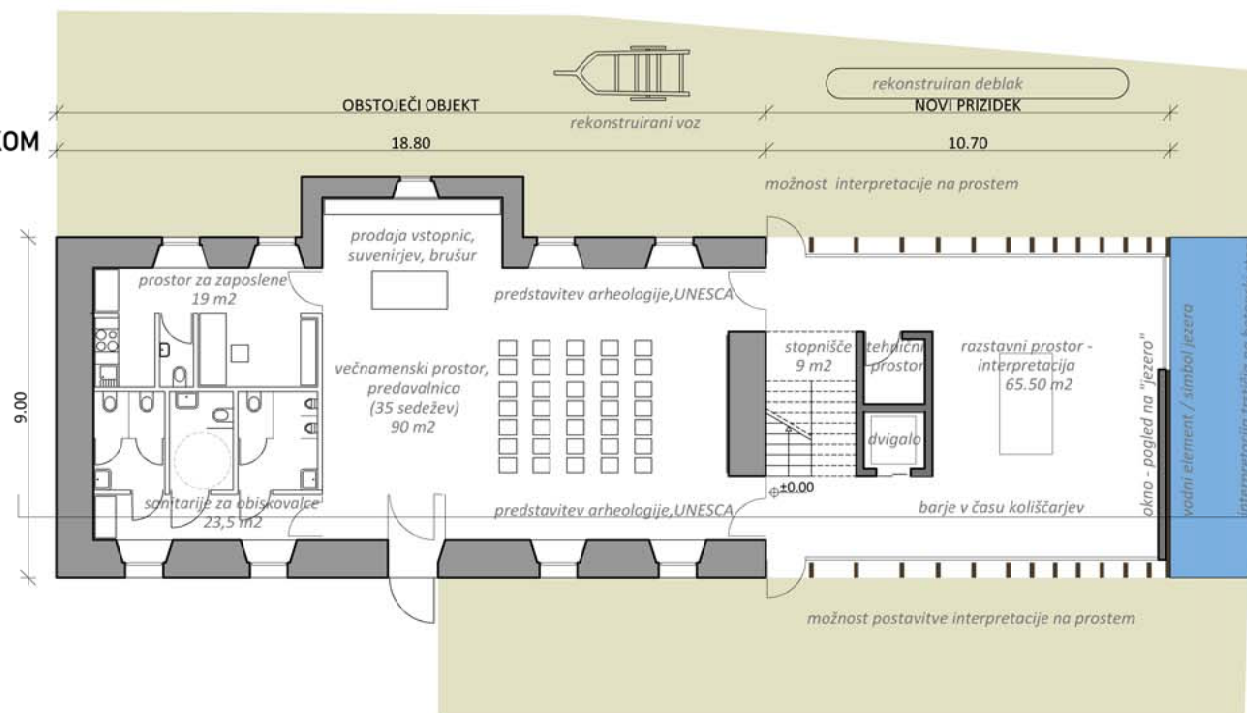 OBSTOJEČI OBJEKT
NOVI PRIZIDEK
rekonstruiran deblak
rekonstruirani voz
KOM
18.80
10.70
možnost interpretacije na prostem
prodaja vstopnic,
suvenirjev, brušur
prostor za zaposlene
19 m2
predstavitev arheologije,UNESCA
večnamenski prostor,
predavalnica
(35 sedežev)
90 m2
stopnišče
9 m2
tehnični
prostor
razstavni prostor -
interpretacija
65.50 m2
dvigalo
9.00
±0.00
sanitarije za obiskovalce
23,5 m2
predstavitev arheologije,UNESCA
barje v času koliščarjev
okno - pogled na "jezero"
vodni element / simbol jezera
možnost postavitve interpretacije na prostem